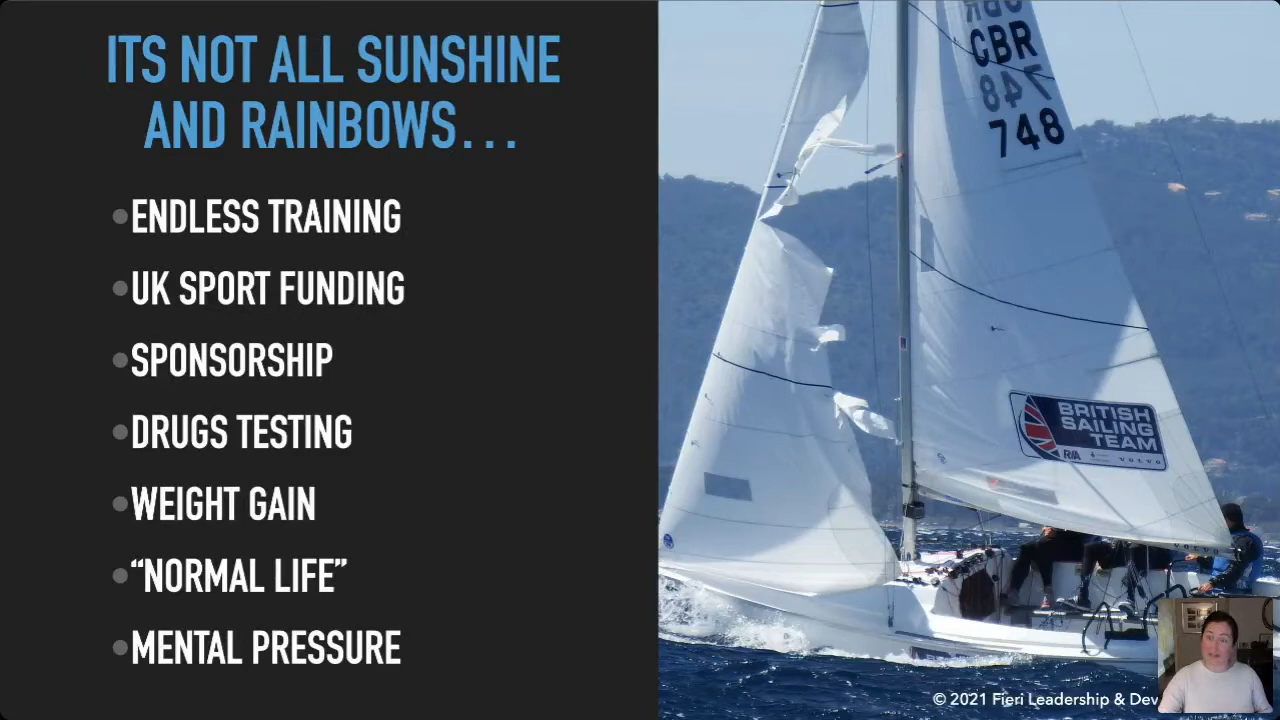 ITS NOT ALL SUNSHINE
AND RAINBOWS...
•ENDLESS TRAINING
•UK SPORT FUNDING
•SPONSORSHIP
•DRUGS TESTING
•WEIGHT GAIN
•“NORMAL LIFE”
•MENTAL PRESSURE
GBR
748
BRITISH
SAILING
TEAM
RYA
VOLVO
© 2021 Fieri Leadership & Dev